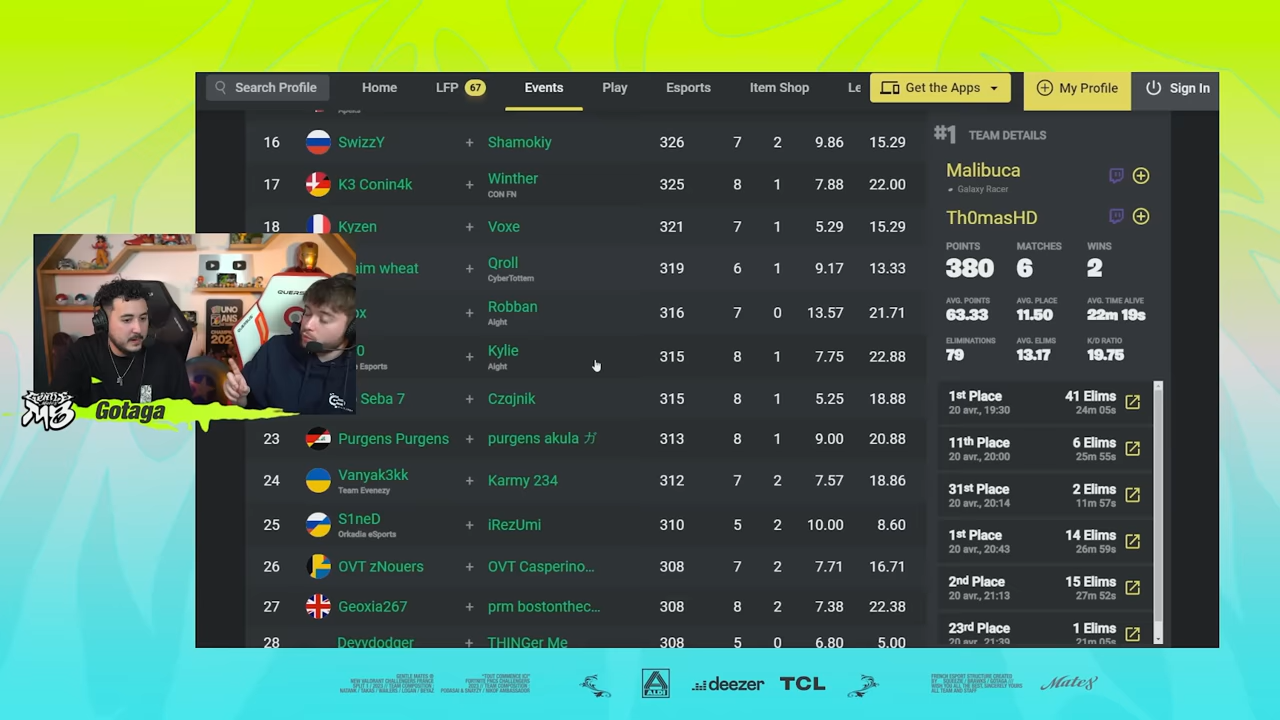 Search Profile
Home
LFP 67
Events
Play
Esports
Item Shop
Le
Get the Apps
My Profile
Sign In
16 SwizzY + Shamokiy 326 7 2 9.86 15.29
17 K3 Conin4k + Winther 325 8 1 7.88 22.00
CON FN
18 Kyzen + Voxe 321 7 1 5.29 15.29
aim wheat + Qroll 319 6 1 9.17 13.33
CyberTottem
ox + Robban 316 7 0 13.57 21.71
Aight
0 + Kylie 315 8 1 7.75 22.88
Esports Aight
Seba 7 + Czqjnik 315 8 1 5.25 18.88
23 Purgens Purgens + purgens akula ガ 313 8 1 9.00 20.88
24 Vanyak3kk + Karmy 234 312 7 2 7.57 18.86
Team Evenezy
25 S1neD + iRezUmi 310 5 2 10.00 8.60
Orkadia eSports
26 OVT zNouers + OVT Casperino... 308 7 2 7.71 16.71
27 Geoxia267 + prm bostonthec... 308 8 2 7.38 22.38
28 Devydodger + THINGer Me 308 5 0 6.80 5.00
#1 TEAM DETAILS
Malibuca
Galaxy Racer
Th0masHD
POINTS MATCHES WINS
380 6 2
AVG. POINTS AVG. PLACE AVG. TIME ALIVE
63.33 11.50 22m 19s
ELIMINATIONS AVG. ELIMS K/D RATIO
79 13.17 19.75
1st Place 41 Elims
20 avr., 19:30 24m 05s
11th Place 6 Elims
20 avr., 20:00 25m 55s
31st Place 2 Elims
20 avr., 20:14 11m 57s
1st Place 14 Elims
20 avr., 20:43 26m 59s
2nd Place 15 Elims
20 avr., 21:13 27m 52s
23rd Place 1 Elims
20 avr., 21:39 21m 05s
Gotaga
ALDI
deezer
TCL
Mates